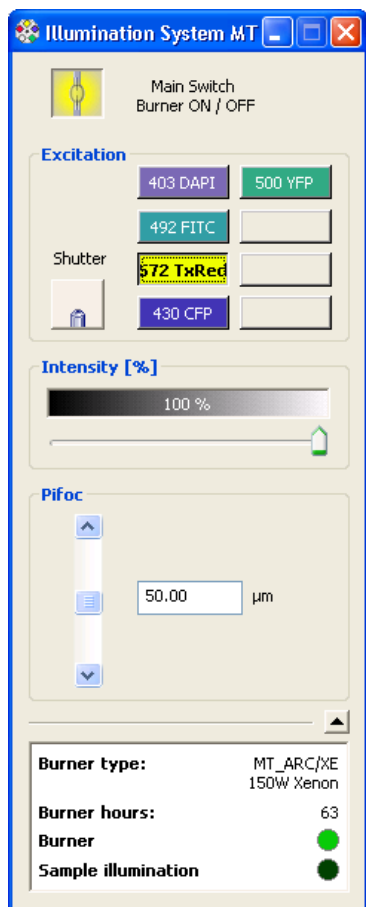 Illumination System MT
Main Switch
Burner ON / OFF
Excitation
403 DAPI
500 YFP
492 FITC
Shutter
572 TxRed
430 CFP
Intensity [%]
100 %
Pifoc
50.00 µm
Burner type: MT_ARC/XE
150W Xenon
Burner hours: 63
Burner
Sample illumination